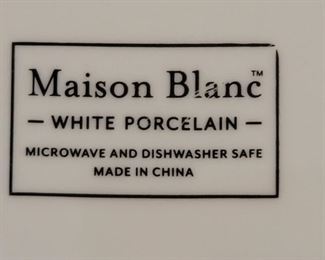 Maison Blanc™
— WHITE PORCELAIN —
MICROWAVE AND DISHWASHER SAFE
MADE IN CHINA